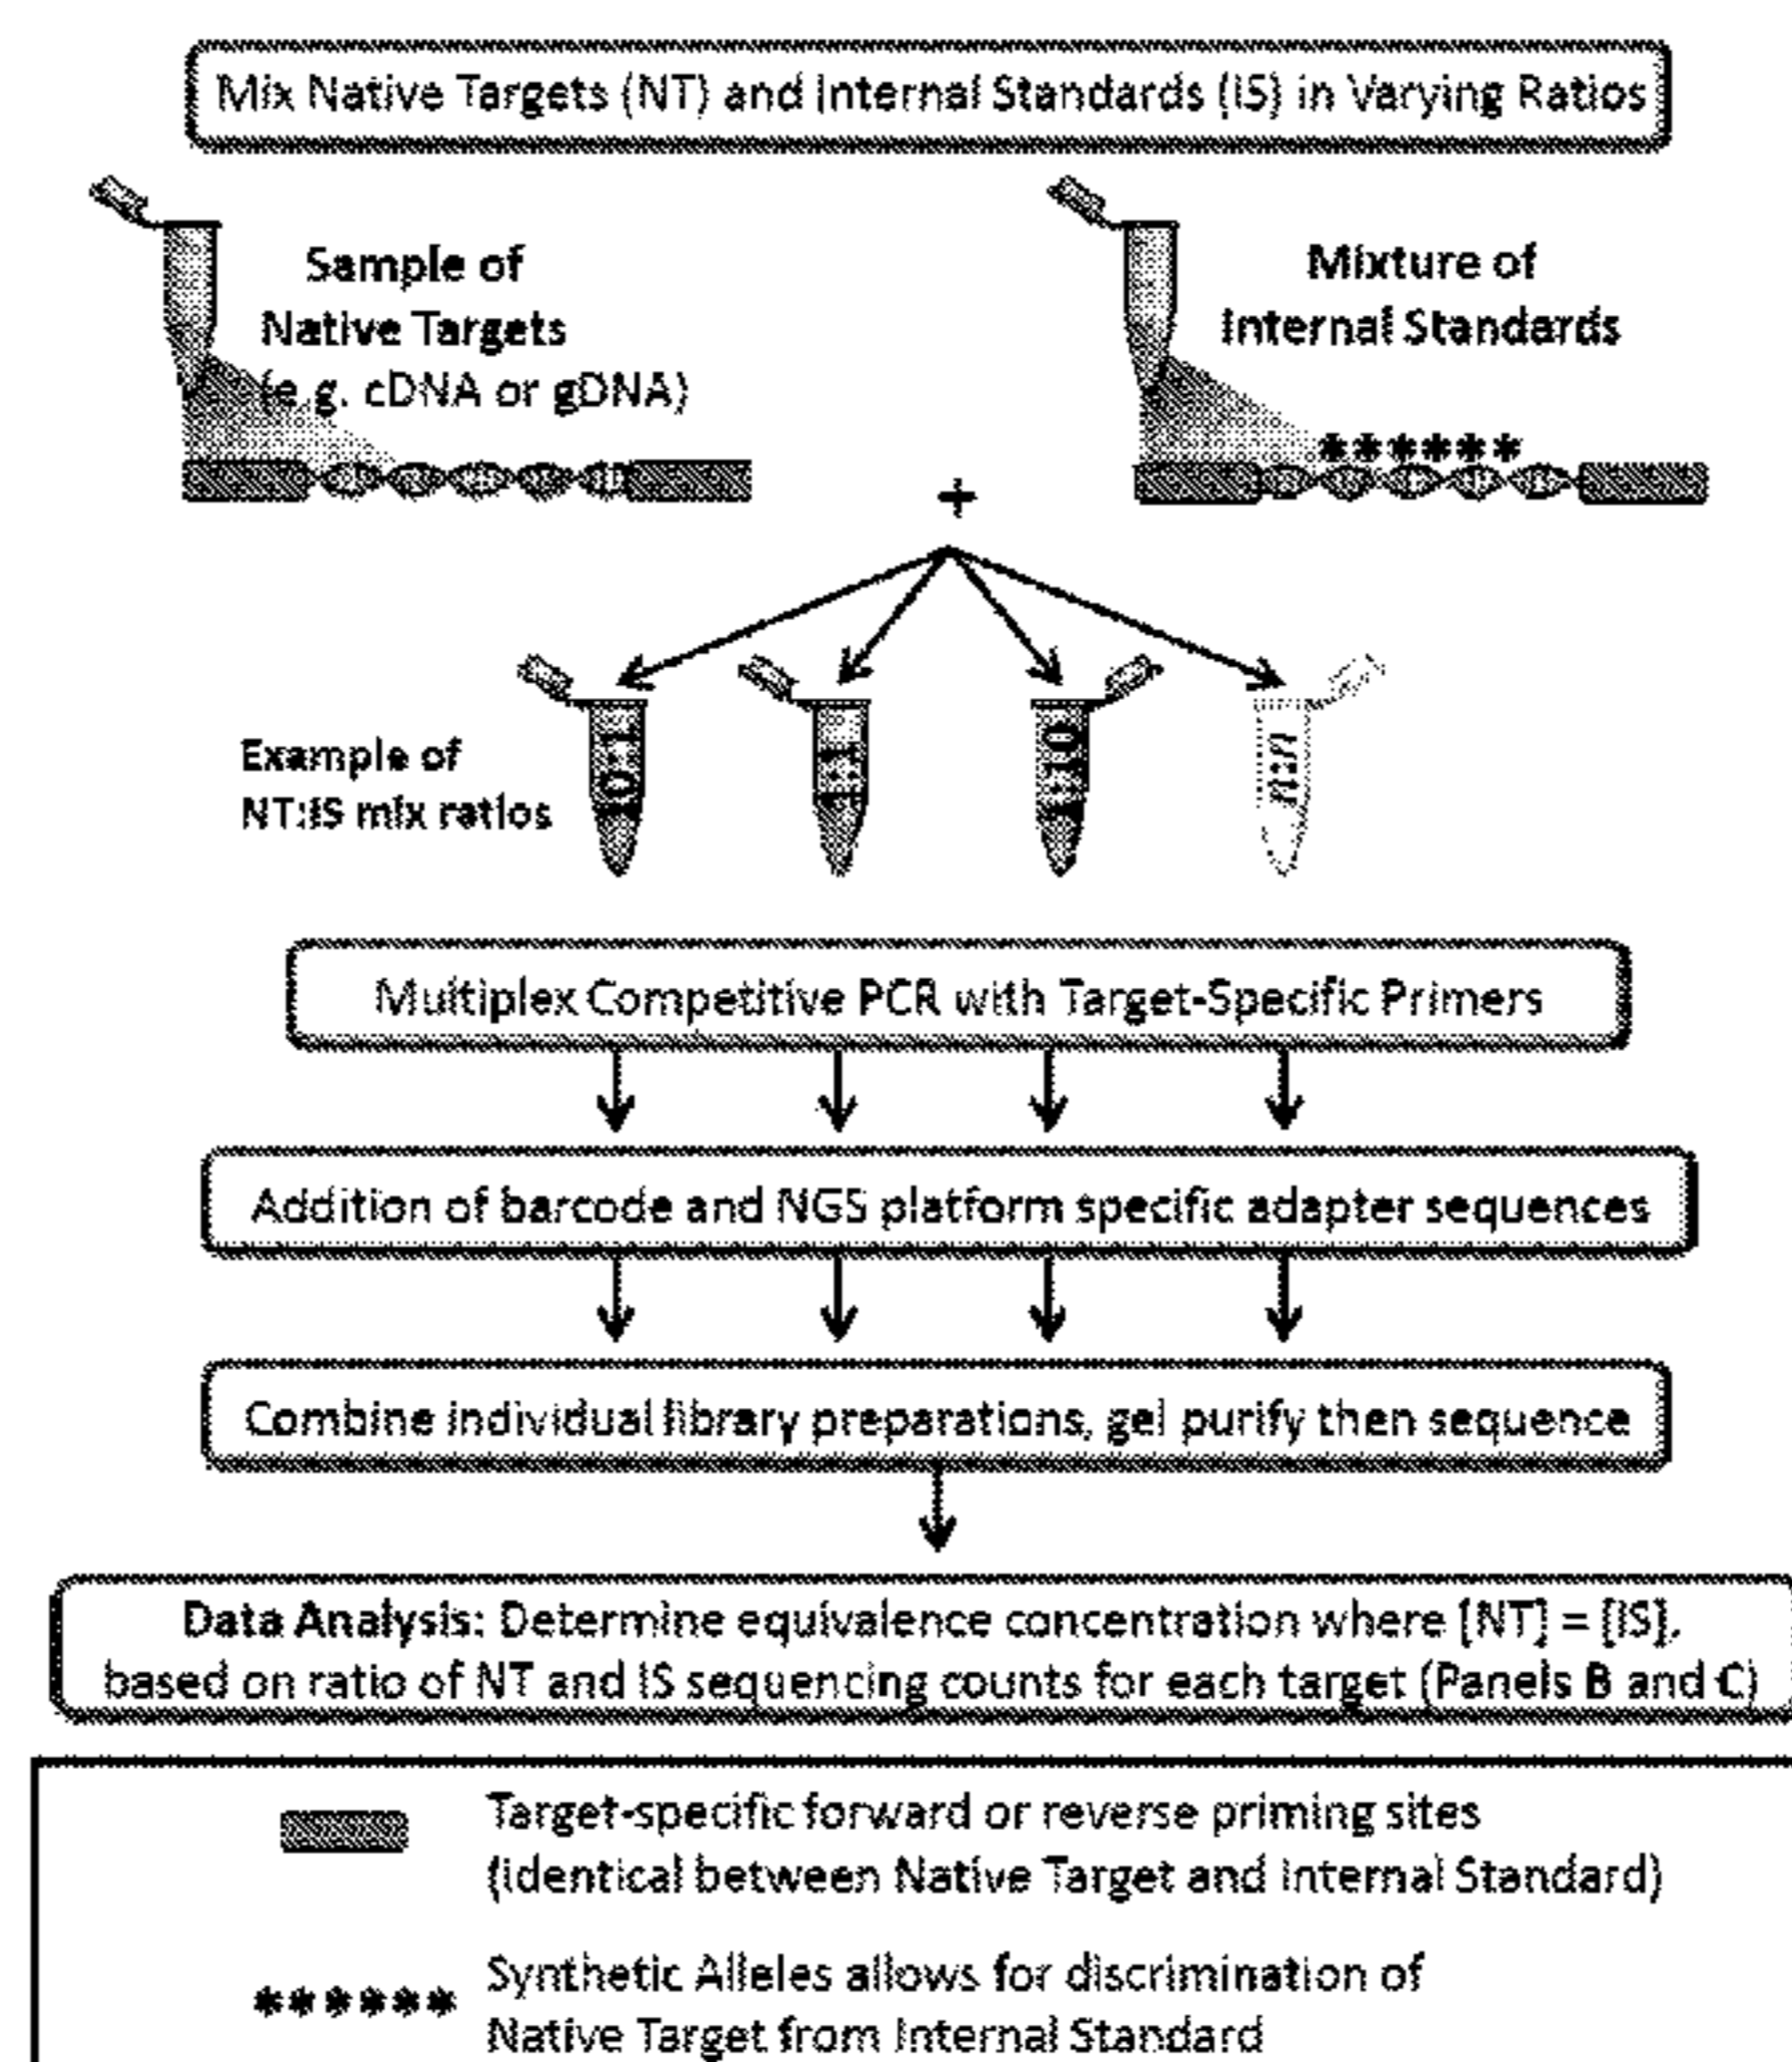 Mix Native Targets (NT) and Internal Standards (IS) in Varying Ratios
Sample of
Native Targets
(e.g. cDNA or gDNA)
Mixture of
Internal Standards
******
+
Example of
NT:IS mix ratios
10:1
1:1
1:10
n:n
Multiplex Competitive PCR with Target-Specific Primers
Addition of barcode and NGS platform specific adapter sequences
Combine individual library preparations, gel purify then sequence
Data Analysis: Determine equivalence concentration where [NT] = [IS],
based on ratio of NT and IS sequencing counts for each target (Panels B and C)
Target-specific forward or reverse priming sites
(identical between Native Target and Internal Standard)
****** Synthetic Alleles allows for discrimination of
Native Target from Internal Standard